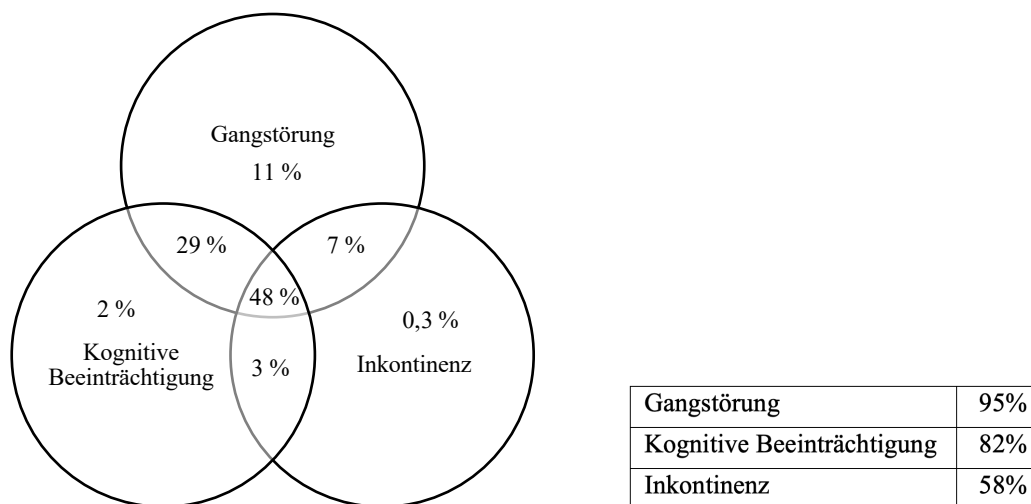 Gangstörung
11 %
29 %
7 %
48 %
2 %
0,3 %
Kognitive
Beeinträchtigung
3 %
Inkontinenz
Gangstörung 95%
Kognitive Beeinträchtigung 82%
Inkontinenz 58%